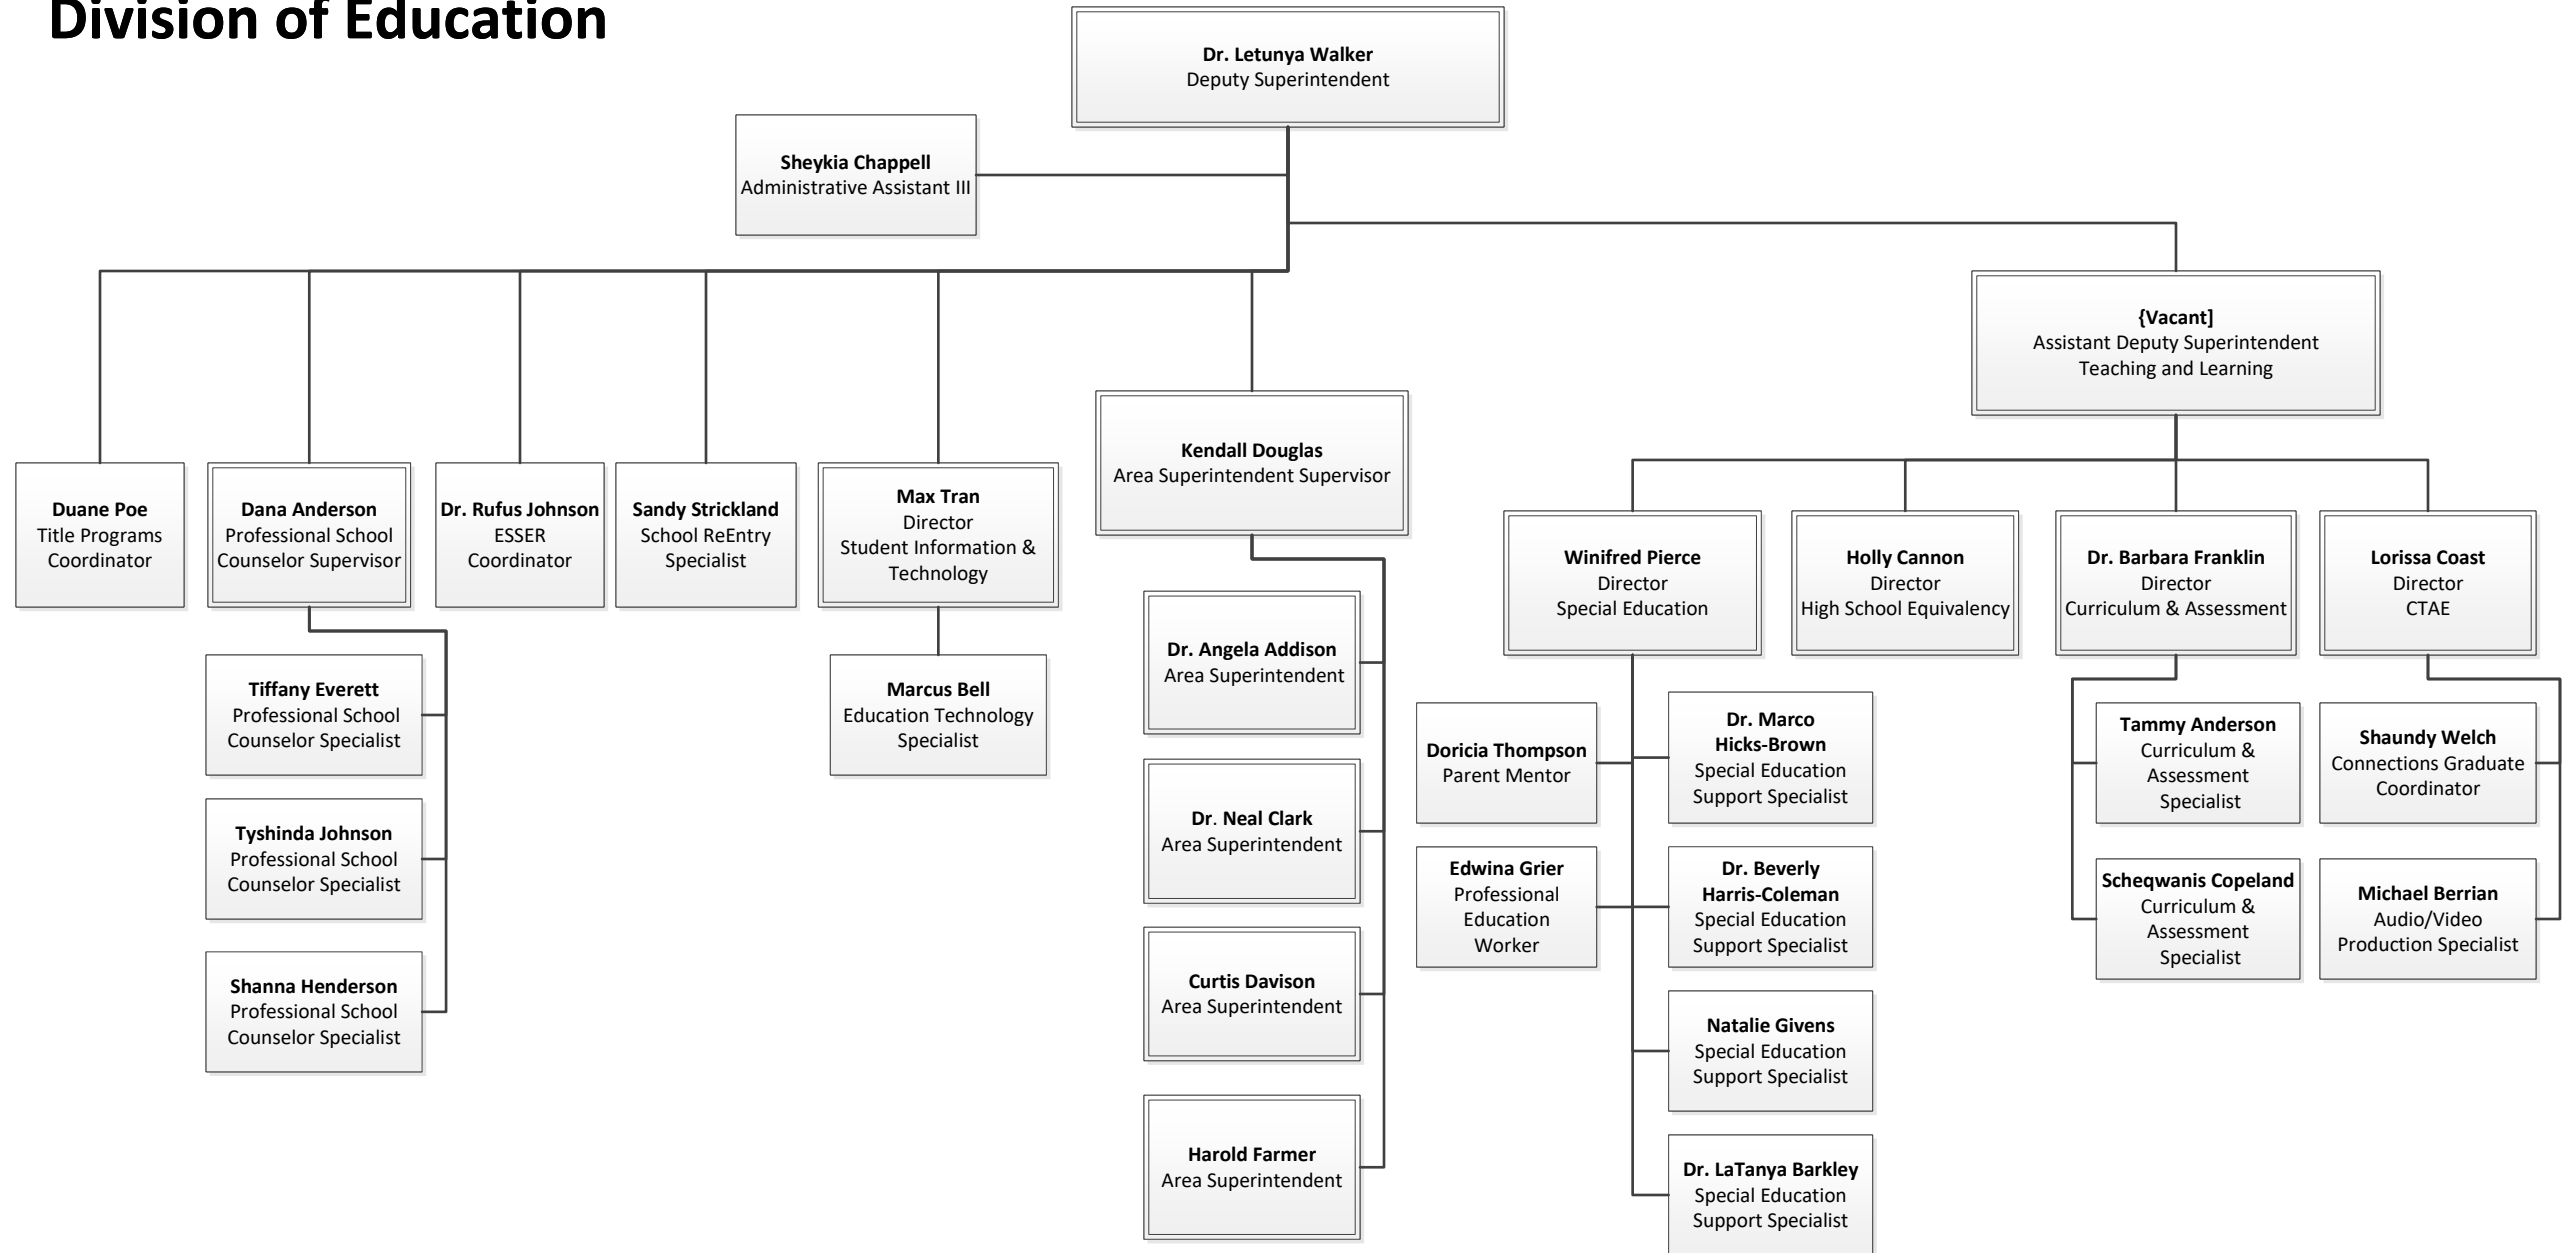 Division of Education
Dr. Letunya Walker
Deputy Superintendent
Sheykia Chappell
Administrative Assistant III
{Vacant]
Assistant Deputy Superintendent
Teaching and Learning
Kendall Douglas
Area Superintendent Supervisor
Duane Poe
Title Programs
Coordinator
Dana Anderson
Professional School
Counselor Supervisor
Dr. Rufus Johnson
ESSER
Coordinator
Sandy Strickland
School ReEntry
Specialist
Max Tran
Director
Student Information &
Technology
Winifred Pierce
Director
Special Education
Holly Cannon
Director
High School Equivalency
Dr. Barbara Franklin
Director
Curriculum & Assessment
Lorissa Coast
Director
CTAE
Tiffany Everett
Professional School
Counselor Specialist
Tyshinda Johnson
Professional School
Counselor Specialist
Shanna Henderson
Professional School
Counselor Specialist
Marcus Bell
Education Technology
Specialist
Dr. Angela Addison
Area Superintendent
Dr. Neal Clark
Area Superintendent
Curtis Davison
Area Superintendent
Harold Farmer
Area Superintendent
Doricia Thompson
Parent Mentor
Edwina Grier
Professional
Education
Worker
Dr. Marco
Hicks-Brown
Special Education
Support Specialist
Dr. Beverly
Harris-Coleman
Special Education
Support Specialist
Natalie Givens
Special Education
Support Specialist
Dr. LaTanya Barkley
Special Education
Support Specialist
Tammy Anderson
Curriculum &
Assessment
Specialist
Scheqwanis Copeland
Curriculum &
Assessment
Specialist
Shaundy Welch
Connections Graduate
Coordinator
Michael Berrian
Audio/Video
Production Specialist